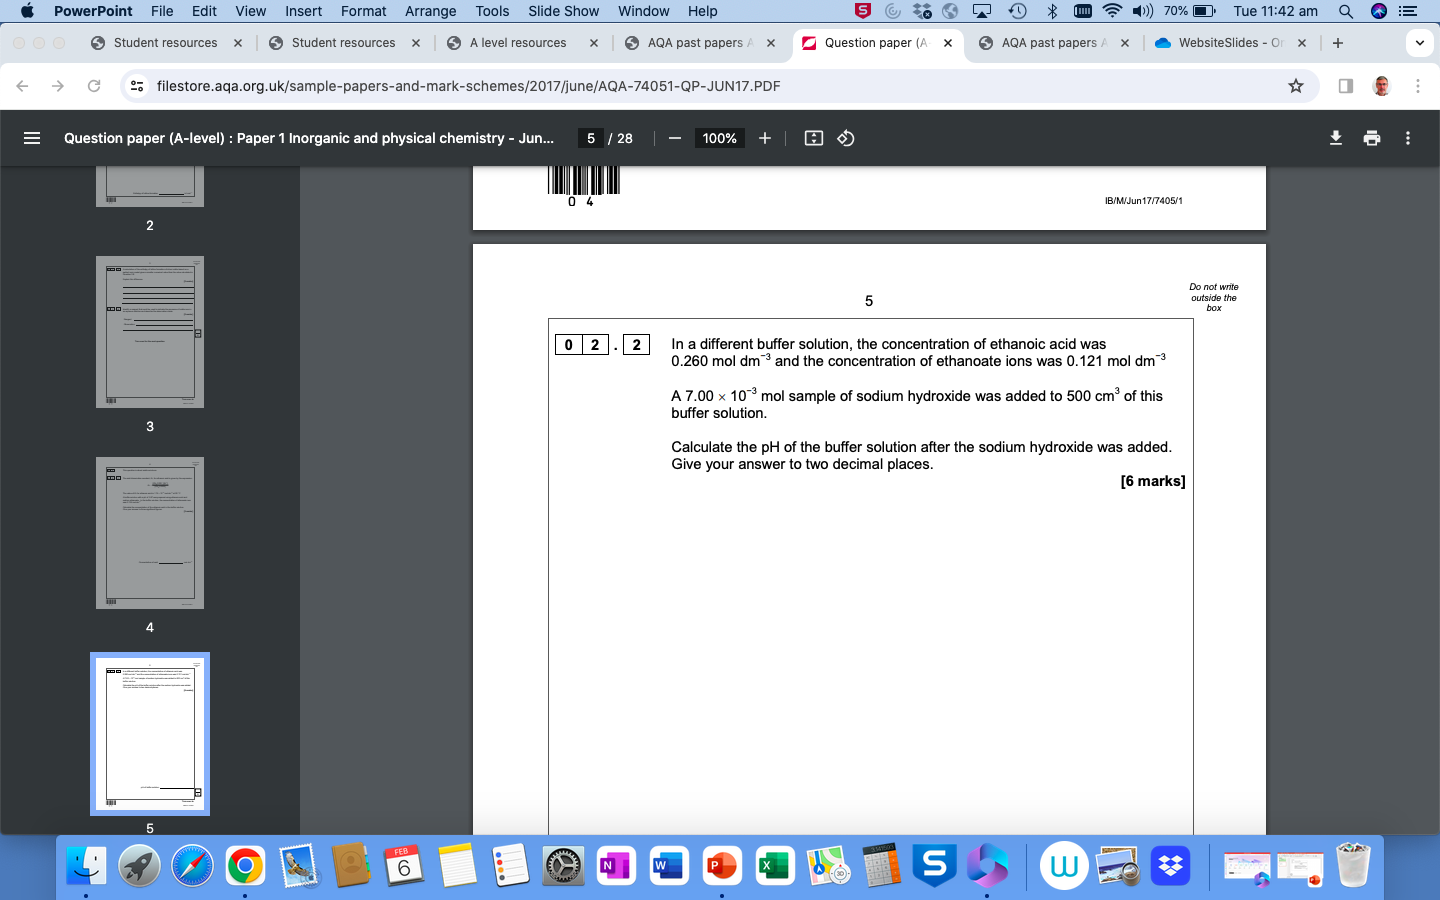 PowerPoint File Edit View Insert Format Arrange Tools Slide Show Window Help 70% Tue 11:42 am
Student resources Student resources A level resources AQA past papers A Question paper (A- AQA past papers A WebsiteSlides - Or
filestore.aqa.org.uk/sample-papers-and-mark-schemes/2017/june/AQA-74051-QP-JUN17.PDF
Question paper (A-level) : Paper 1 Inorganic and physical chemistry - Jun... 5 / 28 100%
2
3
4
5
0 4
IB/M/Jun17/7405/1
5
Do not write
outside the
box
0 2 . 2 In a different buffer solution, the concentration of ethanoic acid was
0.260 mol dm⁻³ and the concentration of ethanoate ions was 0.121 mol dm⁻³
A 7.00 × 10⁻³ mol sample of sodium hydroxide was added to 500 cm³ of this
buffer solution.
Calculate the pH of the buffer solution after the sodium hydroxide was added.
Give your answer to two decimal places.
[6 marks]
FEB
6
N W P X 3D S W